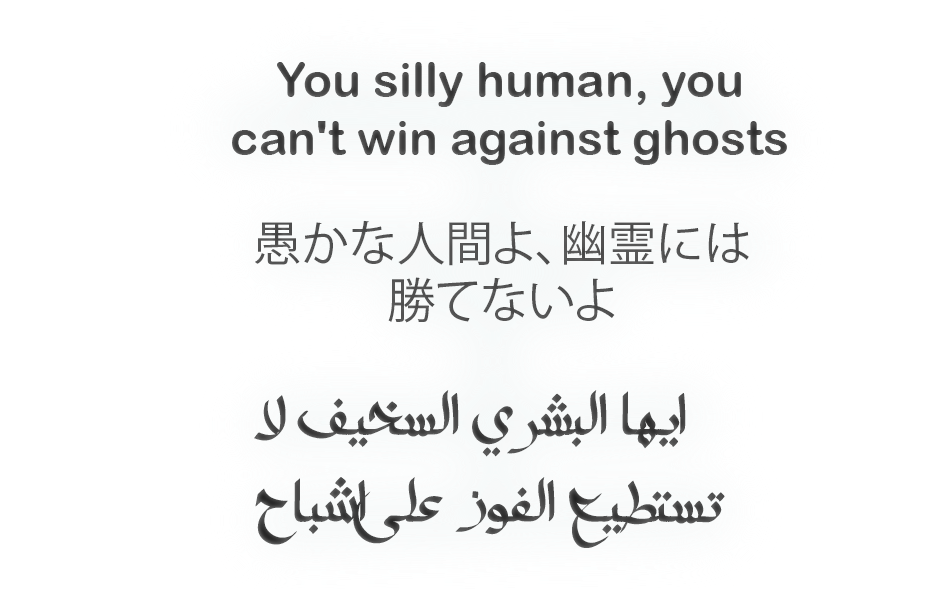 You silly human, you
can't win against ghosts
愚かな人間よ、幽霊には
勝てないよ
ايها البشري السخيف لا
تستطيع الفوز على اشباح